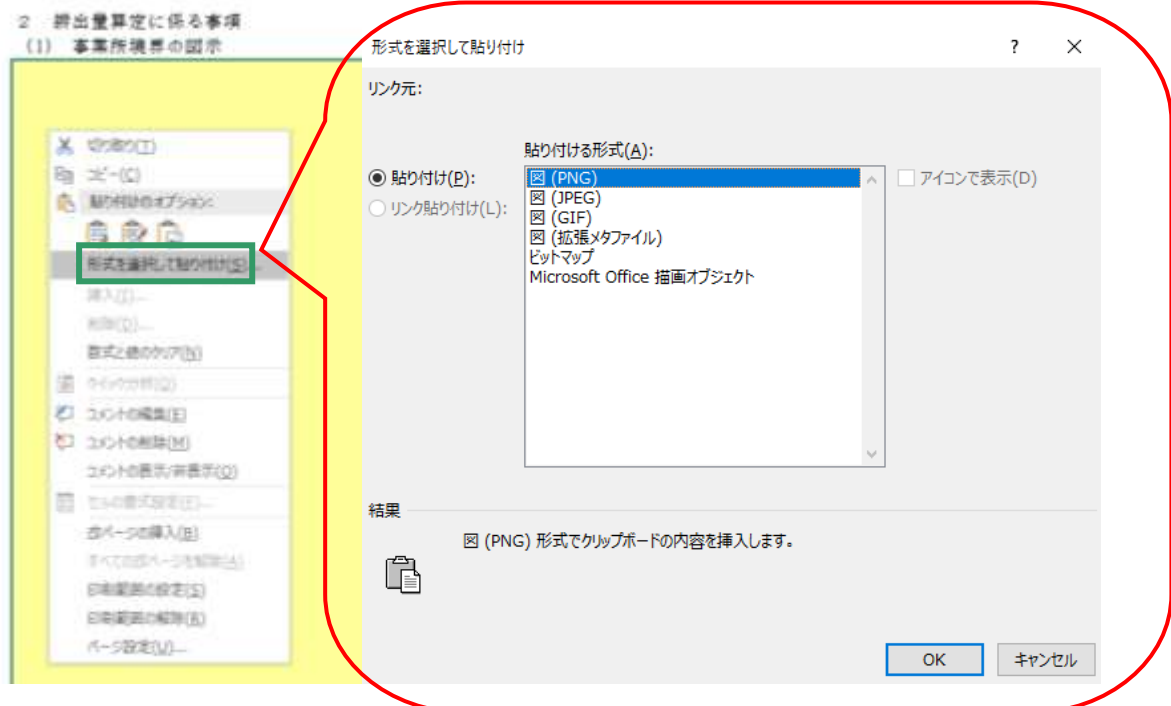 2 排出量算定に係る事項
(1) 事業所境界の図示
切り取り(T)
コピー(C)
貼り付けのオプション:
形式を選択して貼り付け(S)...
挿入(I)...
削除(D)...
数式と値のクリア(N)
クイック分析(Q)
コメントの編集(E)
コメントの削除(M)
コメントの表示/非表示(O)
セルの書式設定(F)...
改ページの挿入(B)
すべての改ページを解除(A)
印刷範囲の設定(S)
印刷範囲の解除(R)
ページ設定(U)...
形式を選択して貼り付け
?
リンク元:
貼り付ける形式(A):
貼り付け(P):
リンク貼り付け(L):
図 (PNG)
図 (JPEG)
図 (GIF)
図 (拡張メタファイル)
ビットマップ
Microsoft Office 描画オブジェクト
アイコンで表示(D)
結果
図 (PNG) 形式でクリップボードの内容を挿入します。
OK
キャンセル